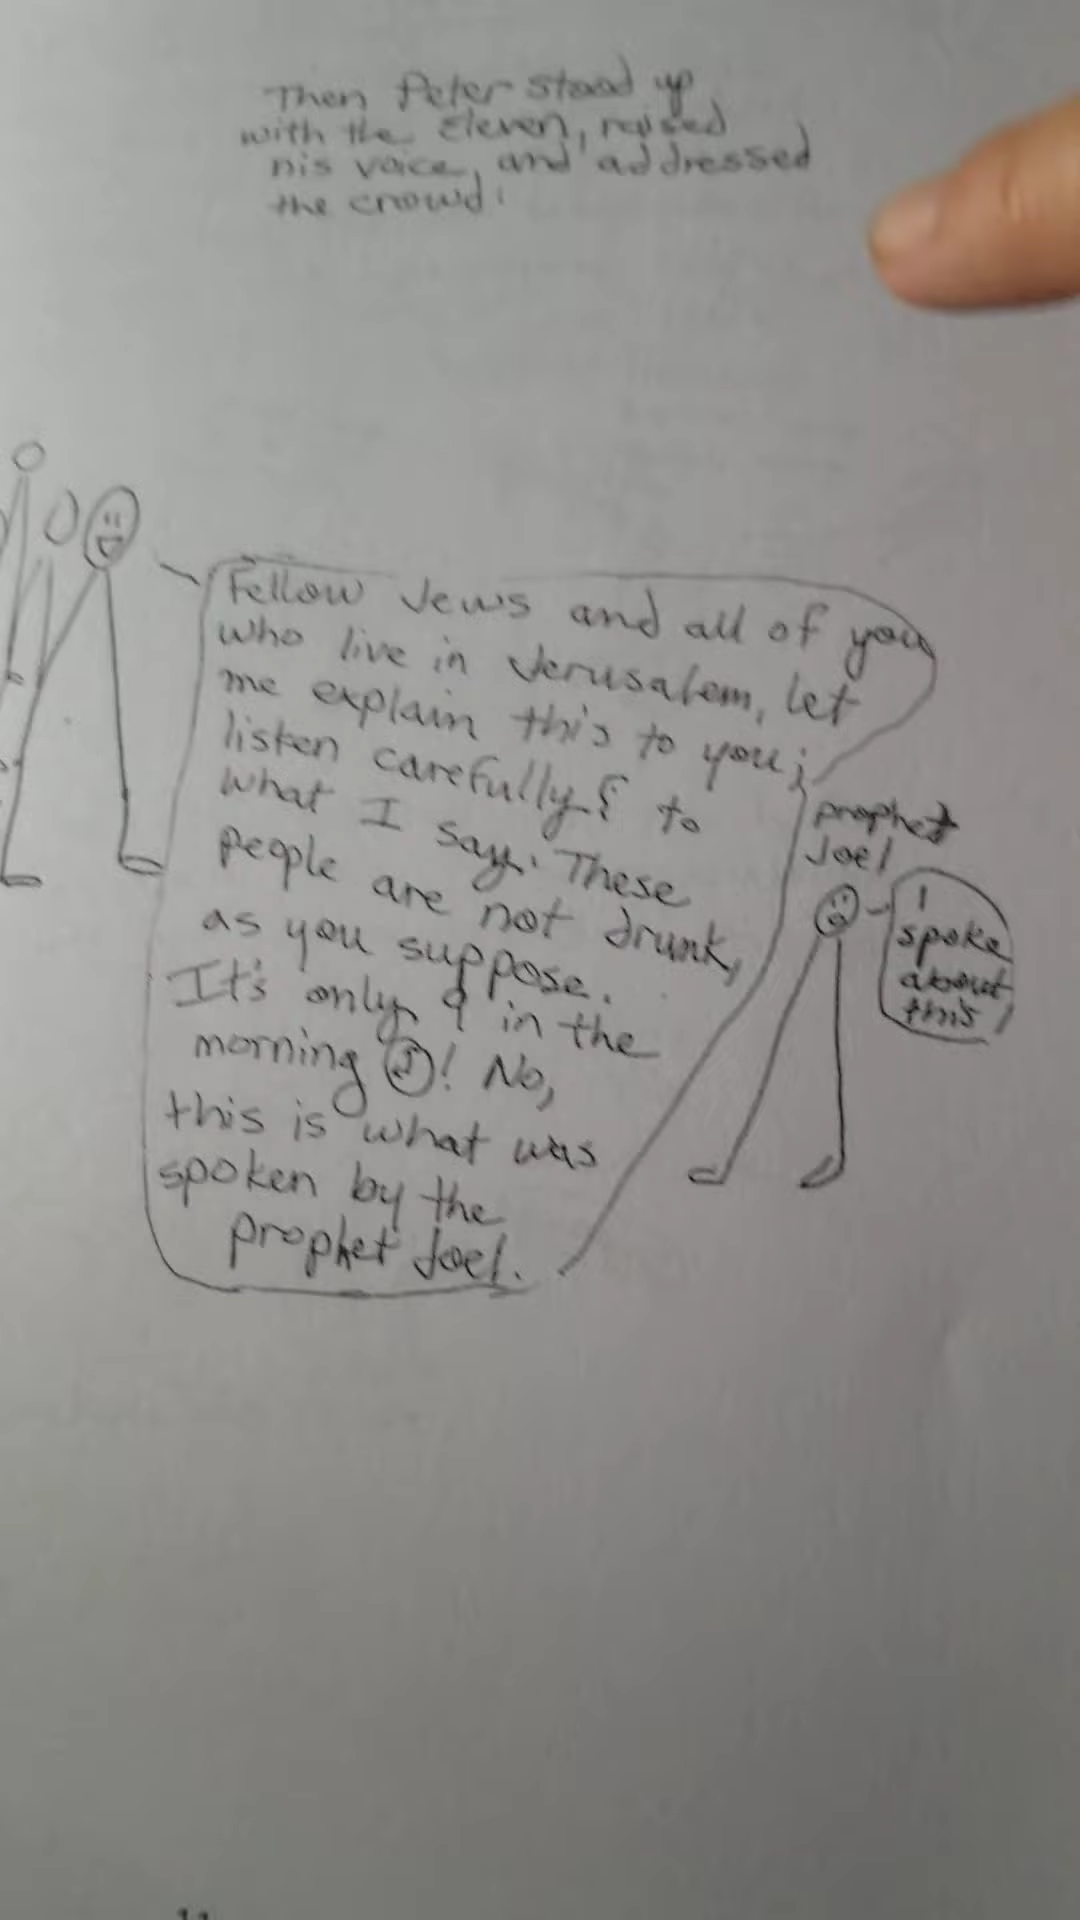 Then Peter stood up
with the Eleven, raised
his voice, and addressed
the crowd:
Fellow Jews and all of you
who live in Jerusalem, let
me explain this to you;
listen carefully & to
what I say. These
people are not drunk,
as you suppose.
It's only 9 in the
morning! No,
this is what was
spoken by the
prophet Joel.
prophet
Joel
I
spoke
about
this!